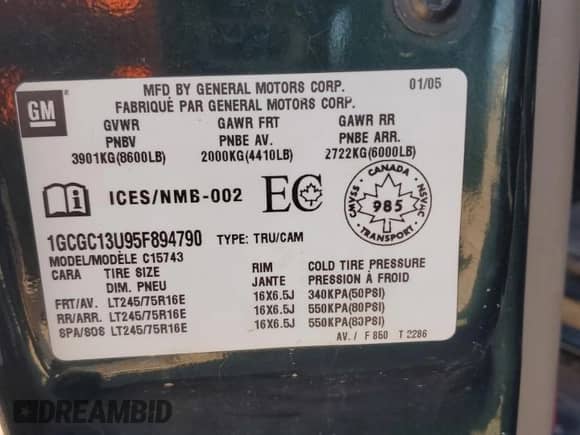 MFD BY GENERAL MOTORS CORP. 01/05
FABRIQUÉ PAR GENERAL MOTORS CORP.
GM
GVWR GAWR FRT GAWR RR
PNBV PNBE AV. PNBE ARR.
3901KG(8600LB) 2000KG(4410LB) 2722KG(6000LB)
ICES/NMB-002 EC
CANADA
CMVSS 985 NSVAC
TRANSPORT
1GCGC13U95F894790 TYPE: TRU/CAM
MODEL/MODÈLE C15743
CARA TIRE SIZE RIM COLD TIRE PRESSURE
DIM. PNEU JANTE PRESSION À FROID
FRT/AV. LT245/75R16E 16X6.5J 340KPA(50PSI)
RR/ARR. LT245/75R16E 16X6.5J 550KPA(80PSI)
SPA/SOS LT245/75R16E 16X6.5J 550KPA(80PSI)
AV./ F 850 T 2286
DREAMBID